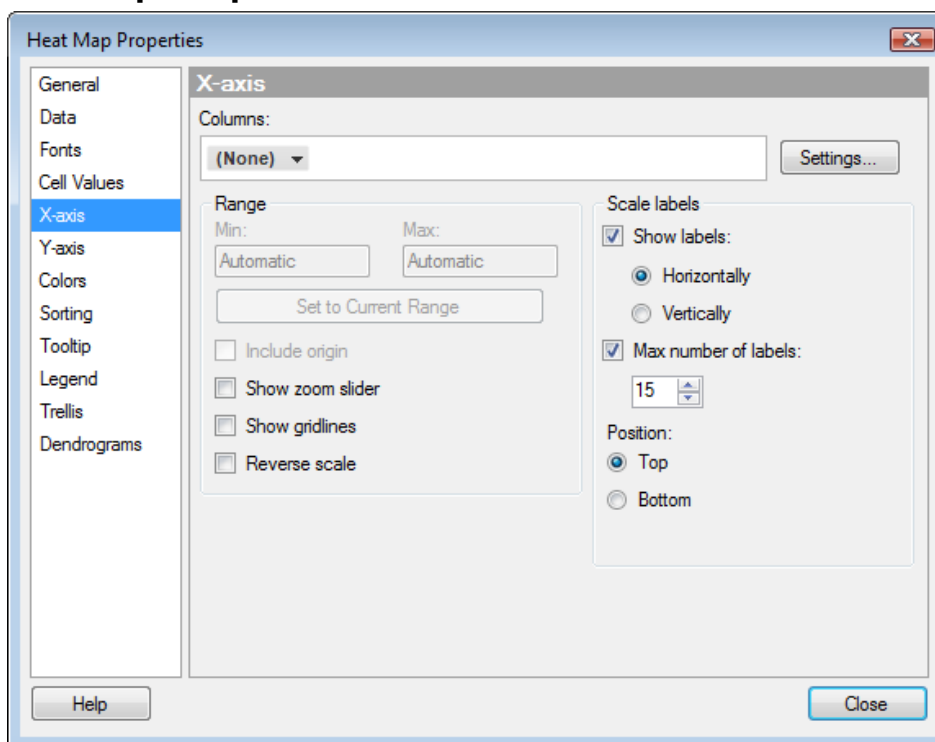 Heat Map Properties
General
Data
Fonts
Cell Values
X-axis
Y-axis
Colors
Sorting
Tooltip
Legend
Trellis
Dendrograms
X-axis
Columns:
(None)
Settings...
Range
Min:
Max:
Automatic
Automatic
Set to Current Range
Include origin
Show zoom slider
Show gridlines
Reverse scale
Scale labels
Show labels:
Horizontally
Vertically
Max number of labels:
15
Position:
Top
Bottom
Help
Close